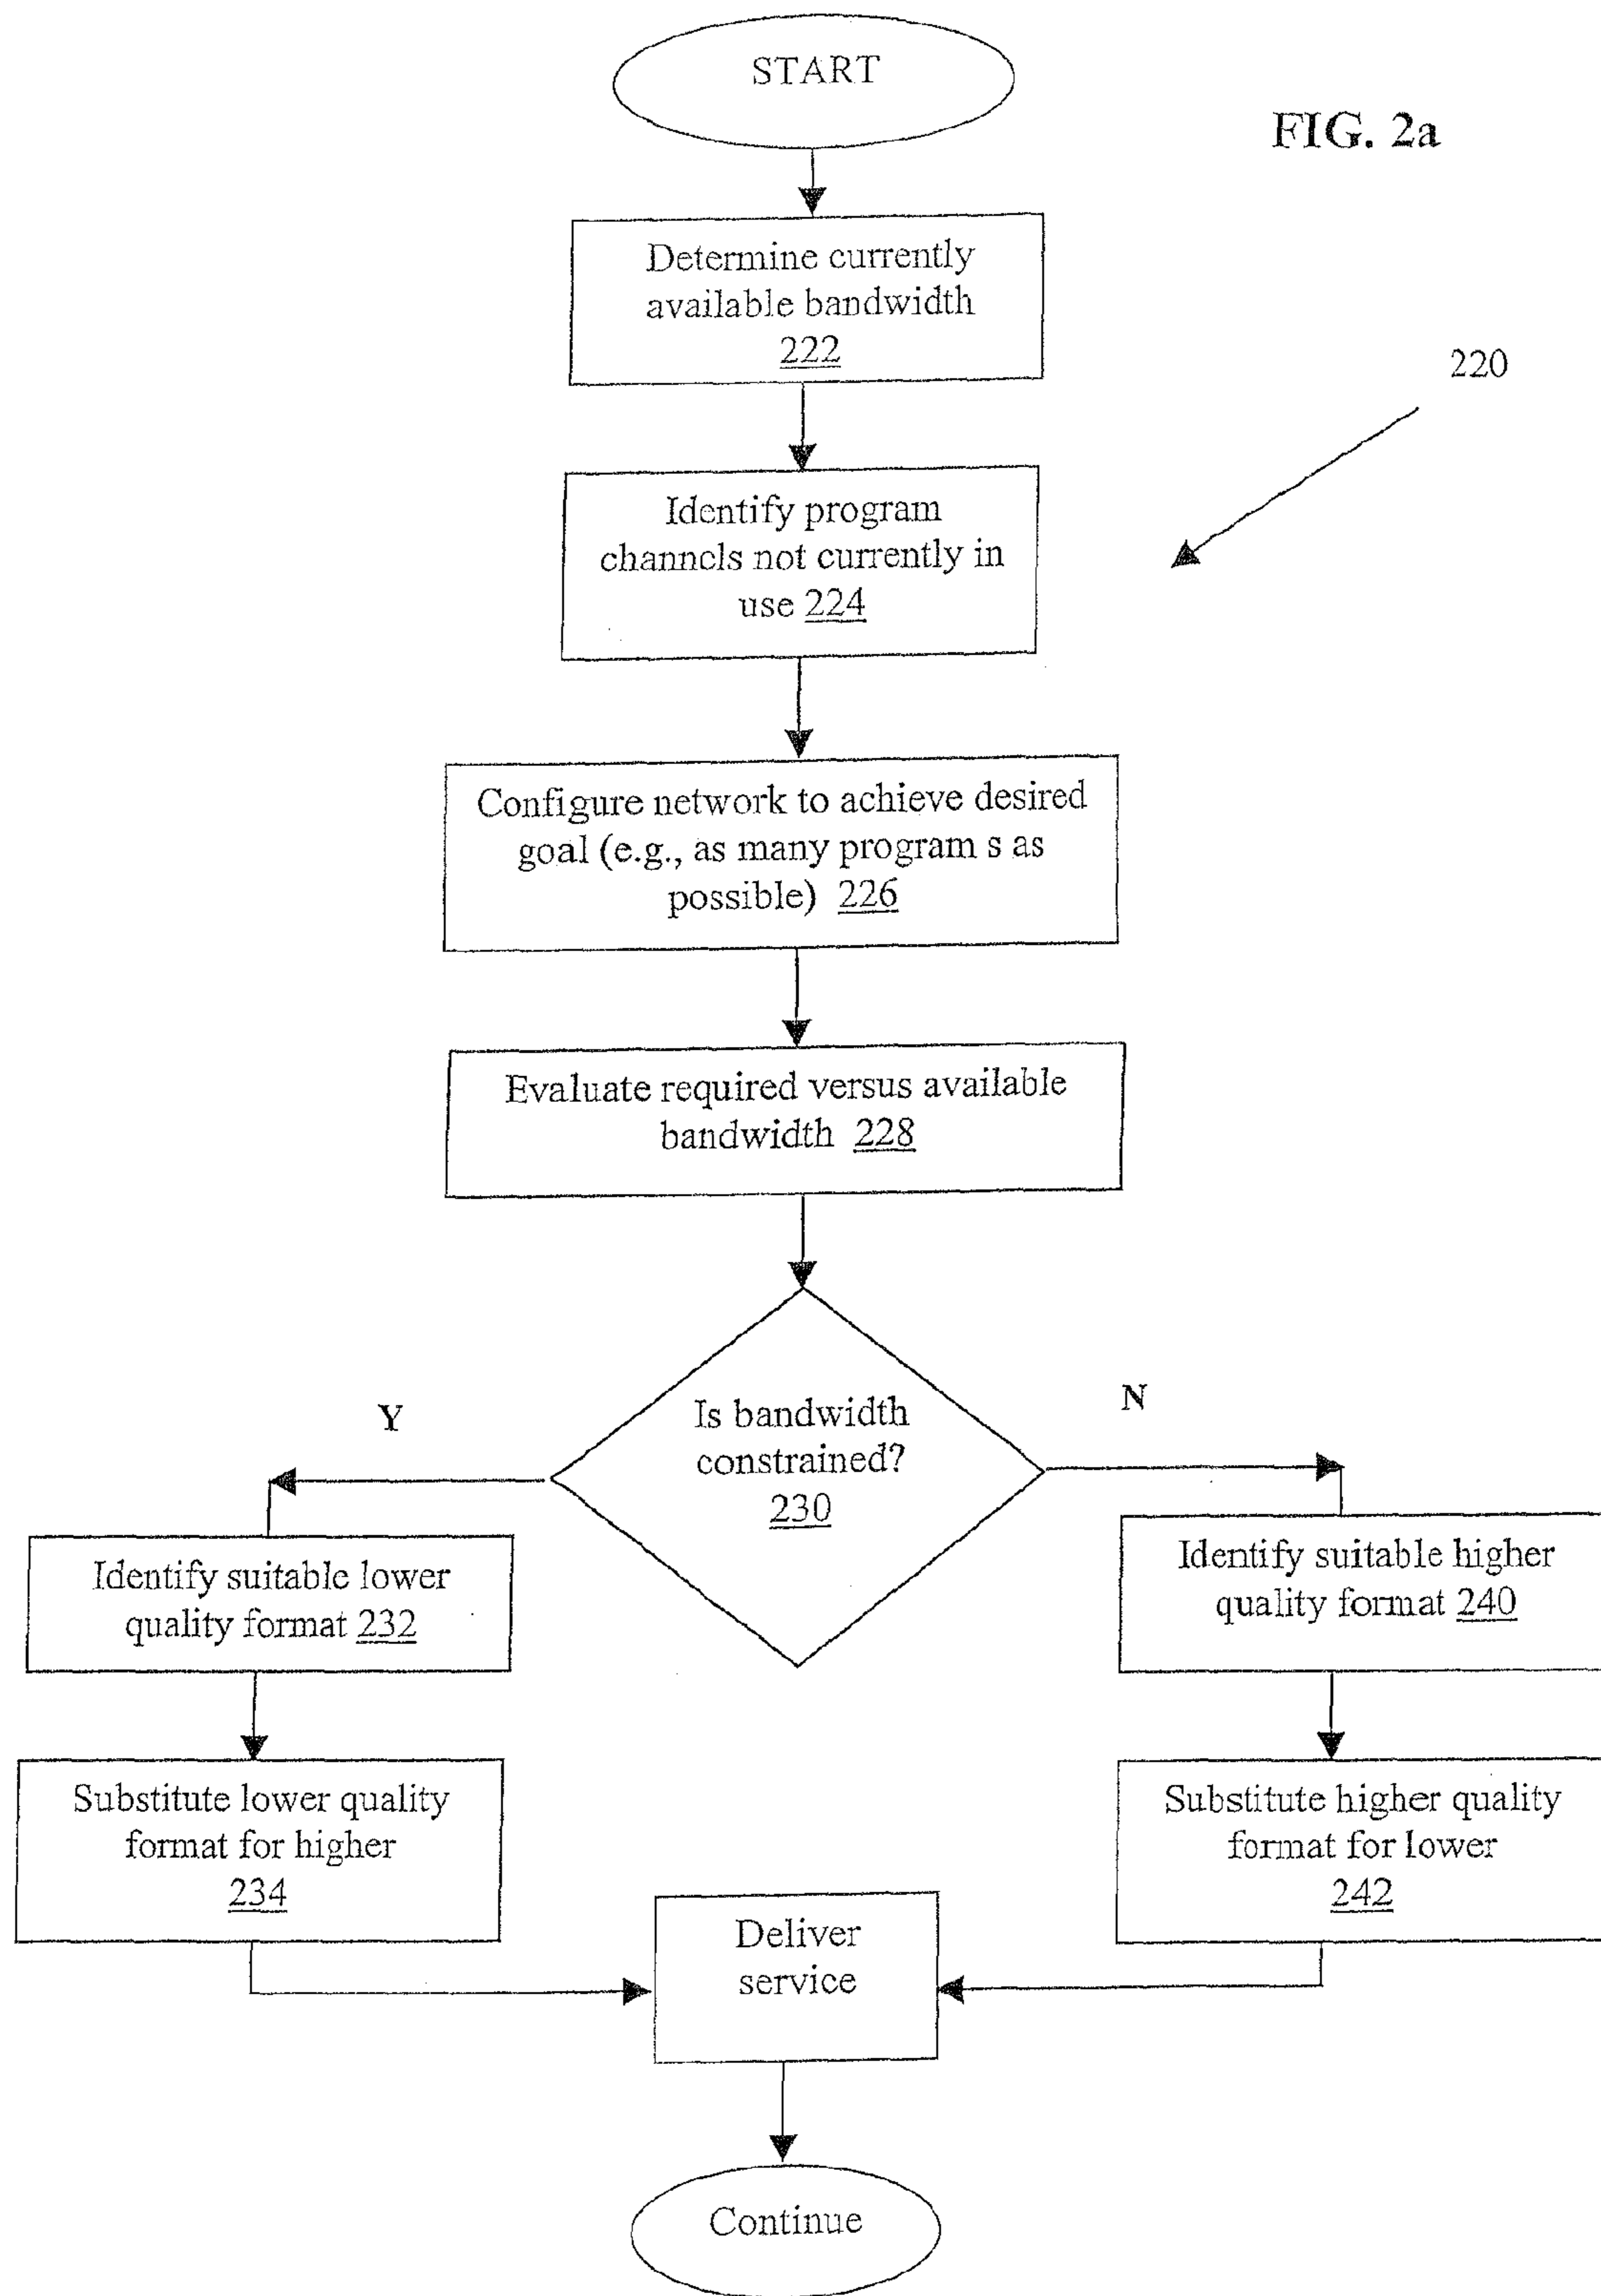 START
FIG. 2a
Determine currently
available bandwidth
222
220
Identify program
channels not currently in
use 224
Configure network to achieve desired
goal (e.g., as many program s as
possible) 226
Evaluate required versus available
bandwidth 228
Is bandwidth
constrained?
230
Y
N
Identify suitable lower
quality format 232
Identify suitable higher
quality format 240
Substitute lower quality
format for higher
234
Substitute higher quality
format for lower
242
Deliver
service
Continue